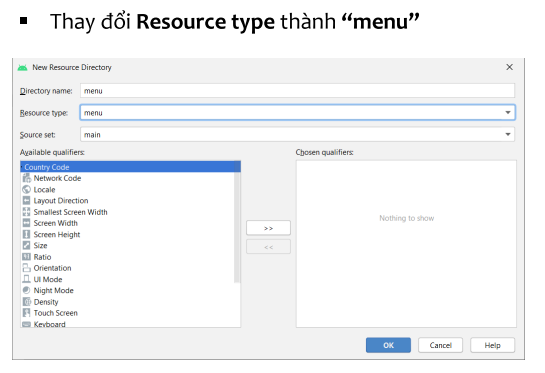 ▪ Thay đổi Resource type thành “menu”
New Resource Directory
Directory name: menu
Resource type: menu
Source set: main
Available qualifiers: Chosen qualifiers:
Country Code
Network Code
Locale
Layout Direction
Smallest Screen Width
Screen Width
Screen Height
Size
Ratio
Orientation
UI Mode
Night Mode
Density
Touch Screen
Keyboard
>>
<<
Nothing to show
OK Cancel Help